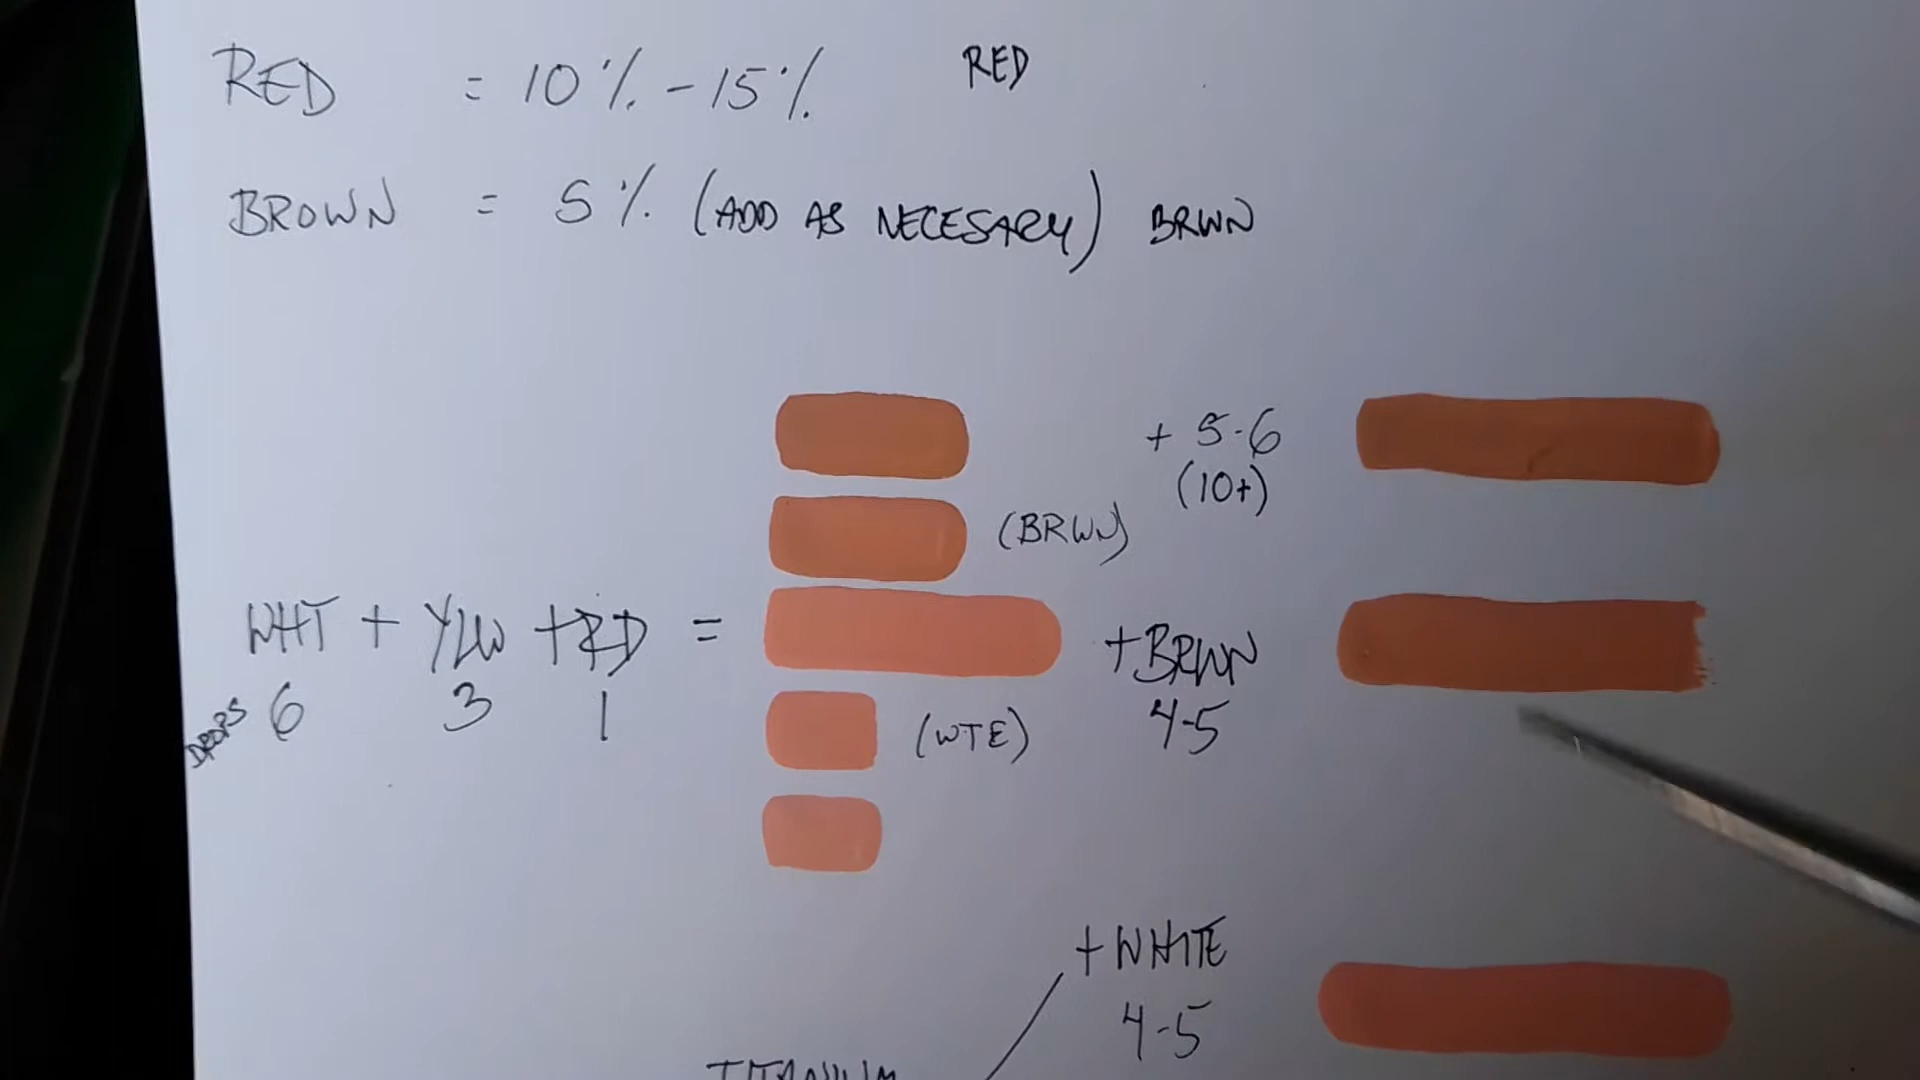 RED = 10% - 15% RED
BROWN = 5% (ADD AS NECESARY) BRWN
+ 5-6
(10+)
(BRWN)
WHT + YLW + RD = + BRWN
DROPS 6 3 1 4-5
(WTE)
+ WHITE
4-5
TITANIUM